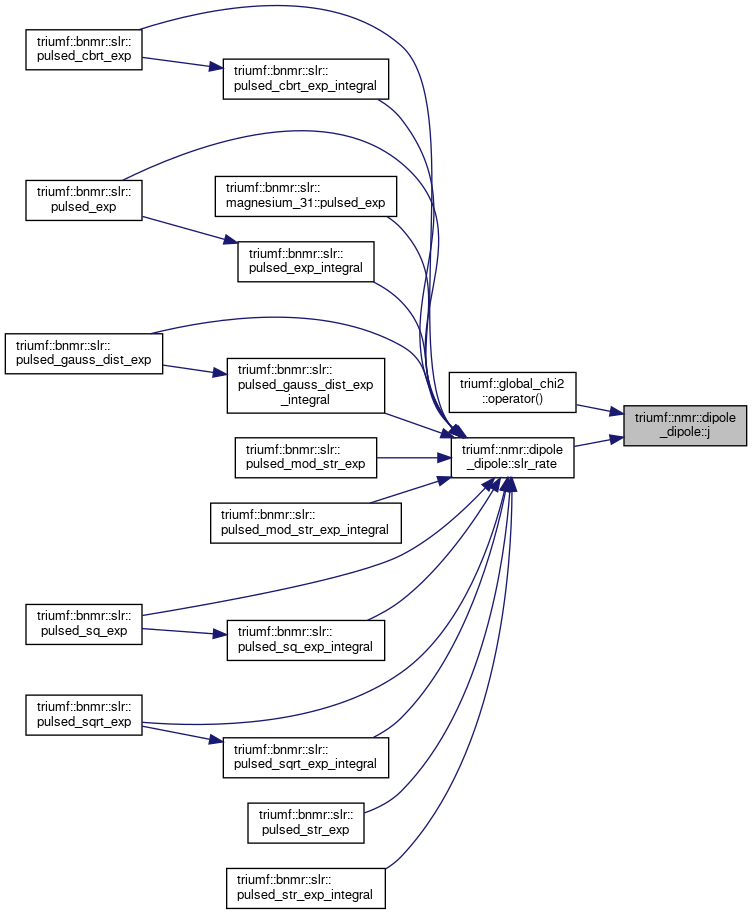 triumf::bnmr::slr::
pulsed_cbrt_exp
triumf::bnmr::slr::
pulsed_cbrt_exp_integral
triumf::bnmr::slr::
pulsed_exp
triumf::bnmr::slr::
magnesium_31::pulsed_exp
triumf::bnmr::slr::
pulsed_exp_integral
triumf::bnmr::slr::
pulsed_gauss_dist_exp
triumf::bnmr::slr::
pulsed_gauss_dist_exp
_integral
triumf::global_chi2
::operator()
triumf::nmr::dipole
_dipole::j
triumf::bnmr::slr::
pulsed_mod_str_exp
triumf::nmr::dipole
_dipole::slr_rate
triumf::bnmr::slr::
pulsed_mod_str_exp_integral
triumf::bnmr::slr::
pulsed_sq_exp
triumf::bnmr::slr::
pulsed_sq_exp_integral
triumf::bnmr::slr::
pulsed_sqrt_exp
triumf::bnmr::slr::
pulsed_sqrt_exp_integral
triumf::bnmr::slr::
pulsed_str_exp
triumf::bnmr::slr::
pulsed_str_exp_integral